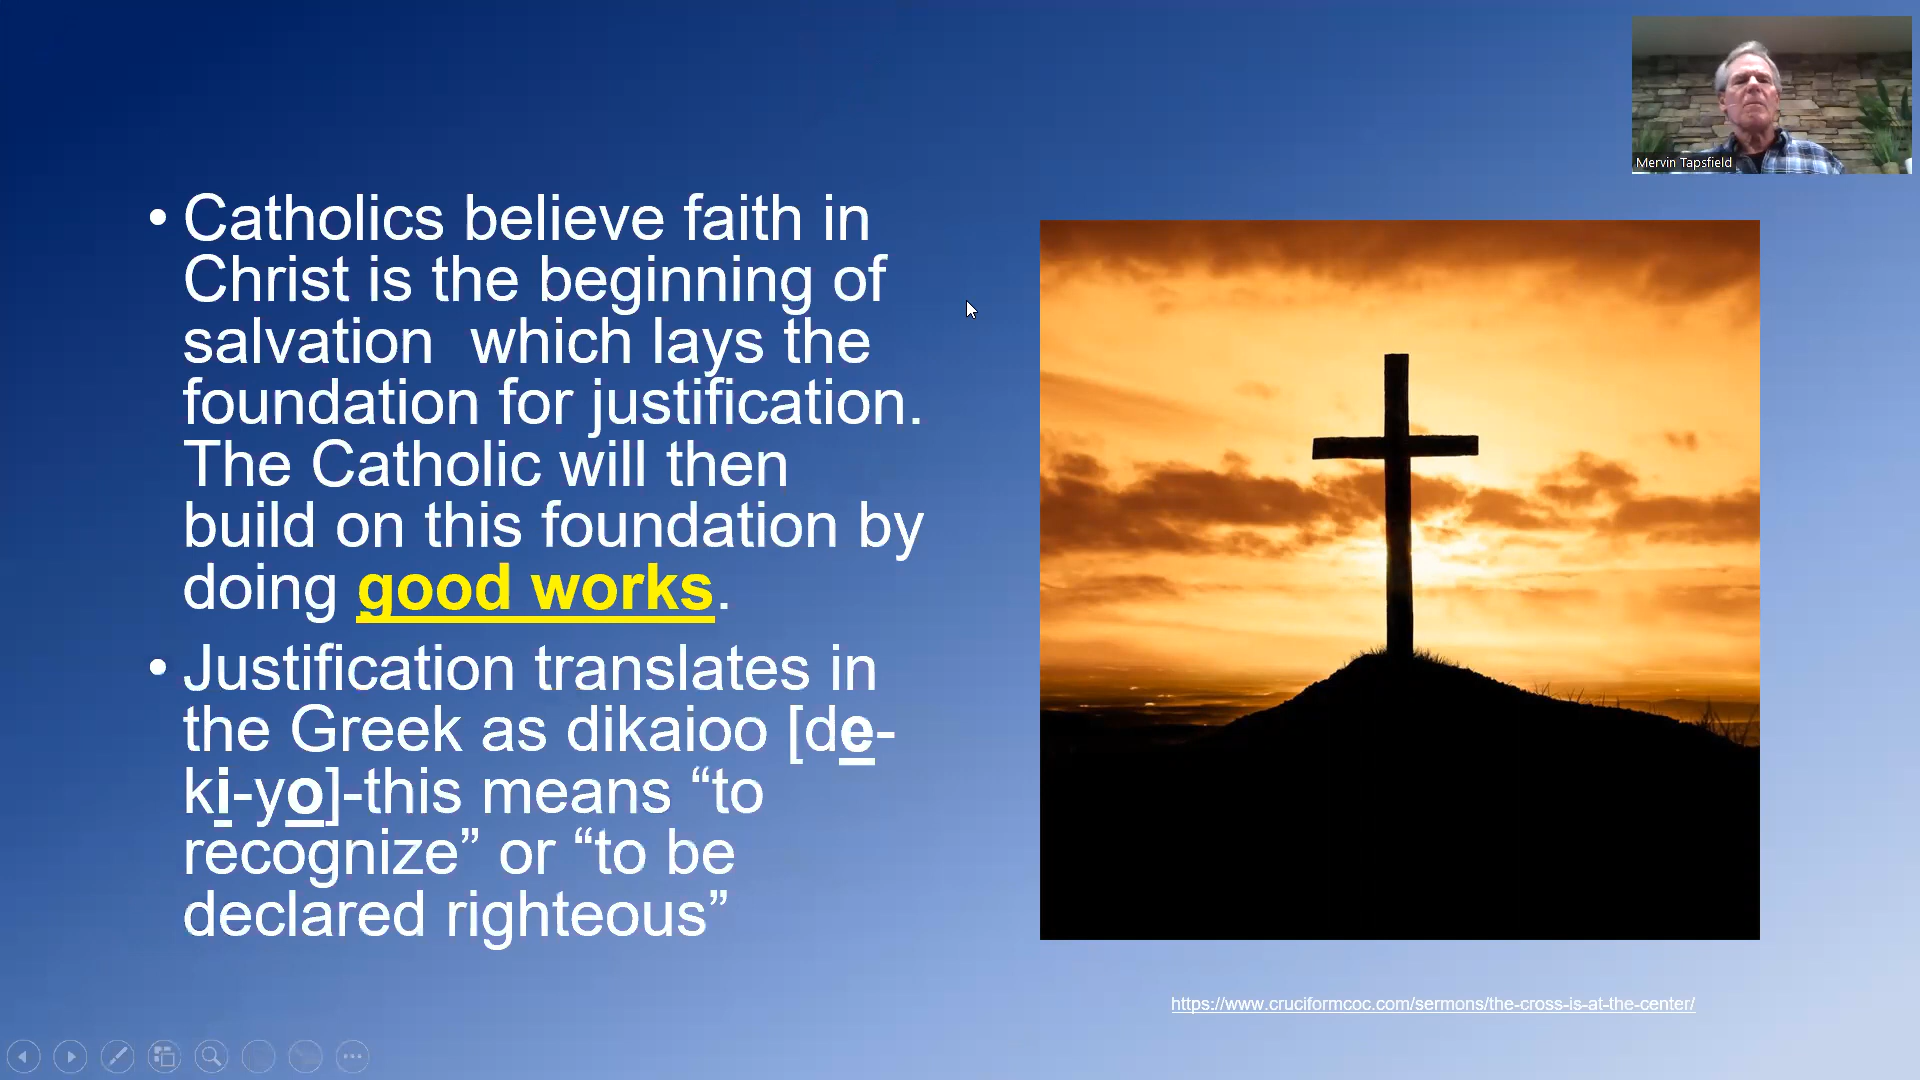 Mervin Tapsfield
• Catholics believe faith in
Christ is the beginning of
salvation  which lays the
foundation for justification.
The Catholic will then
build on this foundation by
doing good works.
• Justification translates in
the Greek as dikaioo [de-
ki-yo]-this means “to
recognize” or “to be
declared righteous”
https://www.cruciformcoc.com/sermons/the-cross-is-at-the-center/